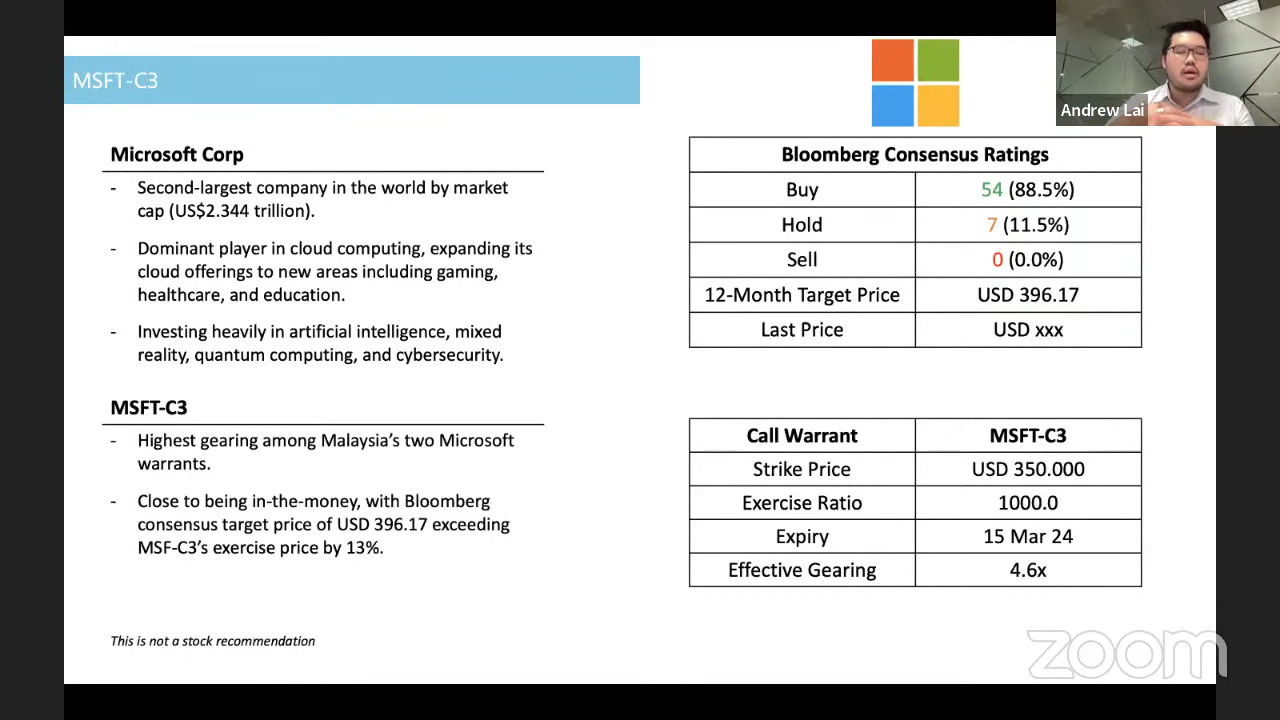 MSFT-C3
Andrew Lai
Microsoft Corp
- Second-largest company in the world by market
cap (US$2.344 trillion).
- Dominant player in cloud computing, expanding its
cloud offerings to new areas including gaming,
healthcare, and education.
- Investing heavily in artificial intelligence, mixed
reality, quantum computing, and cybersecurity.
MSFT-C3
- Highest gearing among Malaysia's two Microsoft
warrants.
- Close to being in-the-money, with Bloomberg
consensus target price of USD 396.17 exceeding
MSF-C3's exercise price by 13%.
This is not a stock recommendation
Bloomberg Consensus Ratings
Buy 54 (88.5%)
Hold 7 (11.5%)
Sell 0 (0.0%)
12-Month Target Price USD 396.17
Last Price USD xxx
Call Warrant MSFT-C3
Strike Price USD 350.000
Exercise Ratio 1000.0
Expiry 15 Mar 24
Effective Gearing 4.6x
zoom